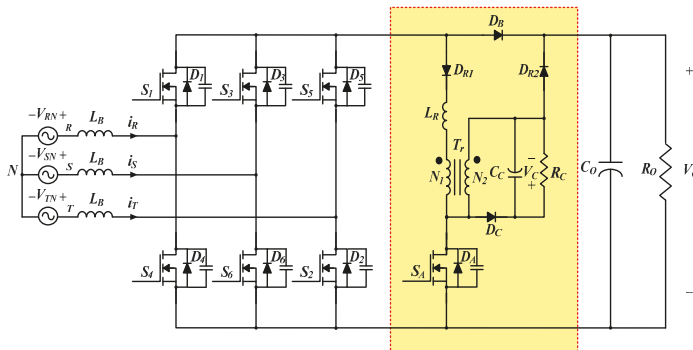 D_B
S_1 D_1 S_3 D_3 S_5 D_5 D_R1 D_R2
−V_RN + R L_B i_R L_R
−V_SN + S L_B i_S T_r
N N_1 N_2 C_C − V_C + R_C C_O R_O + V_O −
−V_TN + T L_B i_T
D_C
S_4 D_4 S_6 D_6 S_2 D_2 S_A D_A